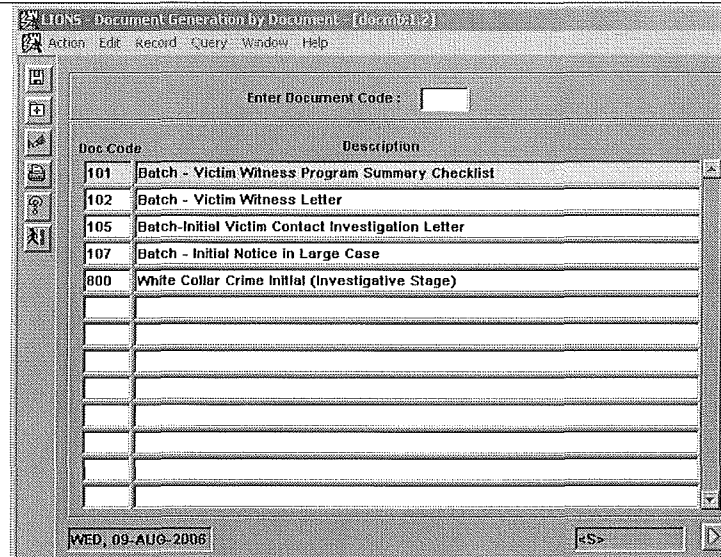 LIONS - Document Generation by Document - [docmb:1.2]
Action Edit Record Query Window Help
Enter Document Code :
Doc Code Description
101 Batch - Victim Witness Program Summary Checklist
102 Batch - Victim Witness Letter
105 Batch-Initial Victim Contact Investigation Letter
107 Batch - Initial Notice in Large Case
800 White Collar Crime Initial (Investigative Stage)
WED, 09-AUG-2006 <S>